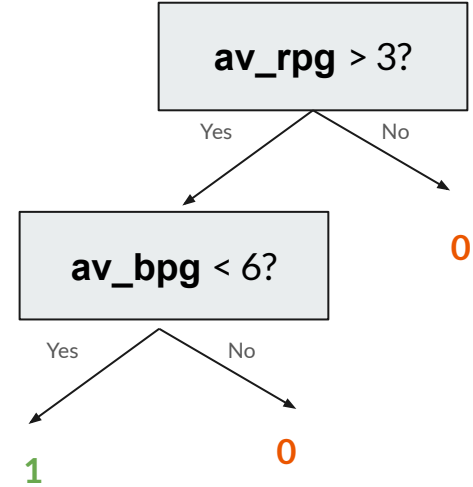 av_rpg > 3?
Yes
No
av_bpg < 6?
0
Yes
No
1
0